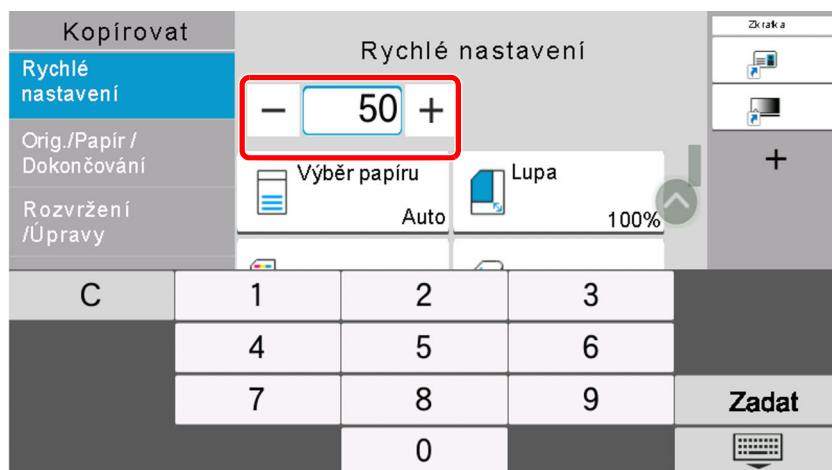 Kopírovat
Rychlé
nastavení
Orig./Papír /
Dokončování
Rozvržení
/Úpravy
Rychlé nastavení
− 50 +
Výběr papíru
Auto
Lupa
100%
Zkratka
+
C 1 2 3
4 5 6
7 8 9 Zadat
0